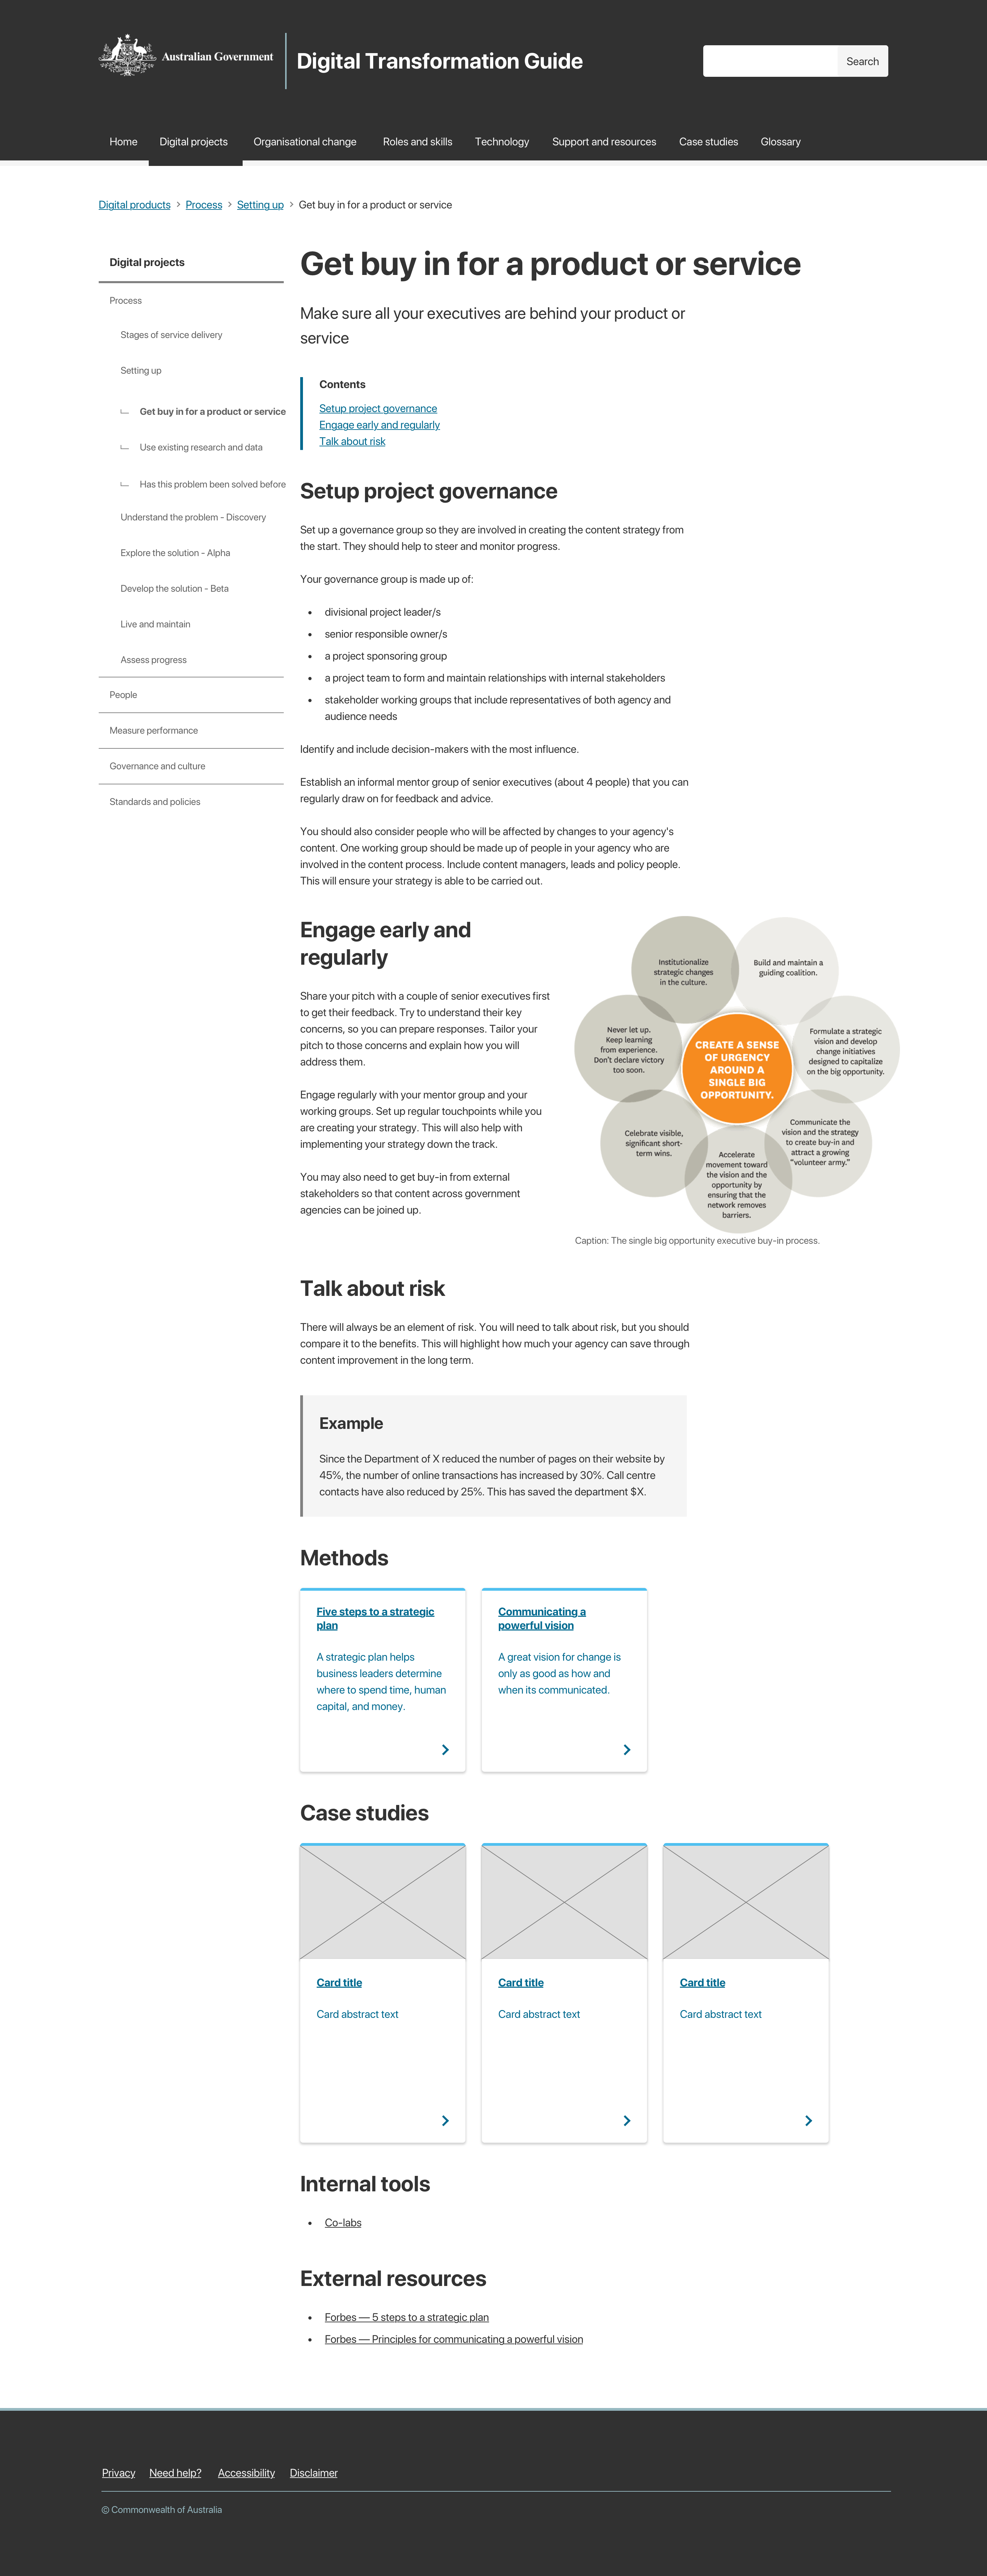 Australian Government
Digital Transformation Guide
Search
Home
Digital projects
Organisational change
Roles and skills
Technology
Support and resources
Case studies
Glossary
Digital products > Process > Setting up > Get buy in for a product or service
Digital projects
Process
Stages of service delivery
Setting up
Get buy in for a product or service
Use existing research and data
Has this problem been solved before
Understand the problem - Discovery
Explore the solution - Alpha
Develop the solution - Beta
Live and maintain
Assess progress
People
Measure performance
Governance and culture
Standards and policies
Get buy in for a product or service
Make sure all your executives are behind your product or
service
Contents
Setup project governance
Engage early and regularly
Talk about risk
Setup project governance
Set up a governance group so they are involved in creating the content strategy from
the start. They should help to steer and monitor progress.
Your governance group is made up of:
• divisional project leader/s
• senior responsible owner/s
• a project sponsoring group
• a project team to form and maintain relationships with internal stakeholders
• stakeholder working groups that include representatives of both agency and
audience needs
Identify and include decision-makers with the most influence.
Establish an informal mentor group of senior executives (about 4 people) that you can
regularly draw on for feedback and advice.
You should also consider people who will be affected by changes to your agency's
content. One working group should be made up of people in your agency who are
involved in the content process. Include content managers, leads and policy people.
This will ensure your strategy is able to be carried out.
Engage early and
regularly
Share your pitch with a couple of senior executives first
to get their feedback. Try to understand their key
concerns, so you can prepare responses. Tailor your
pitch to those concerns and explain how you will
address them.
Engage regularly with your mentor group and your
working groups. Set up regular touchpoints while you
are creating your strategy. This will also help with
implementing your strategy down the track.
You may also need to get buy-in from external
stakeholders so that content across government
agencies can be joined up.
Institutionalize
strategic changes
in the culture.
Build and maintain a
guiding coalition.
Never let up.
Keep learning
from experience.
Don't declare victory
too soon.
CREATE A SENSE
OF URGENCY
AROUND A
SINGLE BIG
OPPORTUNITY.
Formulate a strategic
vision and develop
change initiatives
designed to capitalize
on the big opportunity.
Celebrate visible,
significant short-
term wins.
Communicate the
vision and the strategy
to create buy-in and
attract a growing
"volunteer army."
Accelerate
movement toward
the vision and the
opportunity by
ensuring that the
network removes
barriers.
Caption: The single big opportunity executive buy-in process.
Talk about risk
There will always be an element of risk. You will need to talk about risk, but you should
compare it to the benefits. This will highlight how much your agency can save through
content improvement in the long term.
Example
Since the Department of X reduced the number of pages on their website by
45%, the number of online transactions has increased by 30%. Call centre
contacts have also reduced by 25%. This has saved the department $X.
Methods
Five steps to a strategic
plan
A strategic plan helps
business leaders determine
where to spend time, human
capital, and money.
Communicating a
powerful vision
A great vision for change is
only as good as how and
when its communicated.
Case studies
Card title
Card abstract text
Card title
Card abstract text
Card title
Card abstract text
Internal tools
• Co-labs
External resources
• Forbes — 5 steps to a strategic plan
• Forbes — Principles for communicating a powerful vision
Privacy
Need help?
Accessibility
Disclaimer
© Commonwealth of Australia